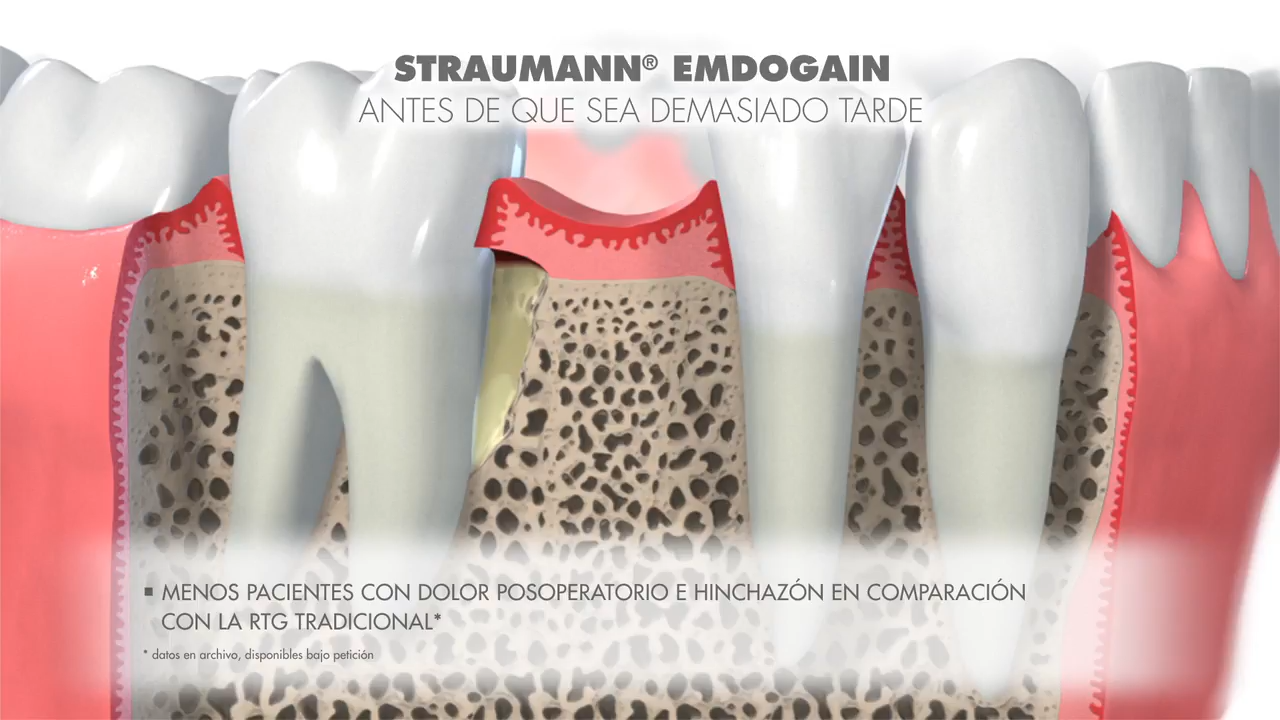 STRAUMANN® EMDOGAIN
ANTES DE QUE SEA DEMASIADO TARDE
▪ MENOS PACIENTES CON DOLOR POSOPERATORIO E HINCHAZÓN EN COMPARACIÓN
CON LA RTG TRADICIONAL*
* datos en archivo, disponibles bajo petición